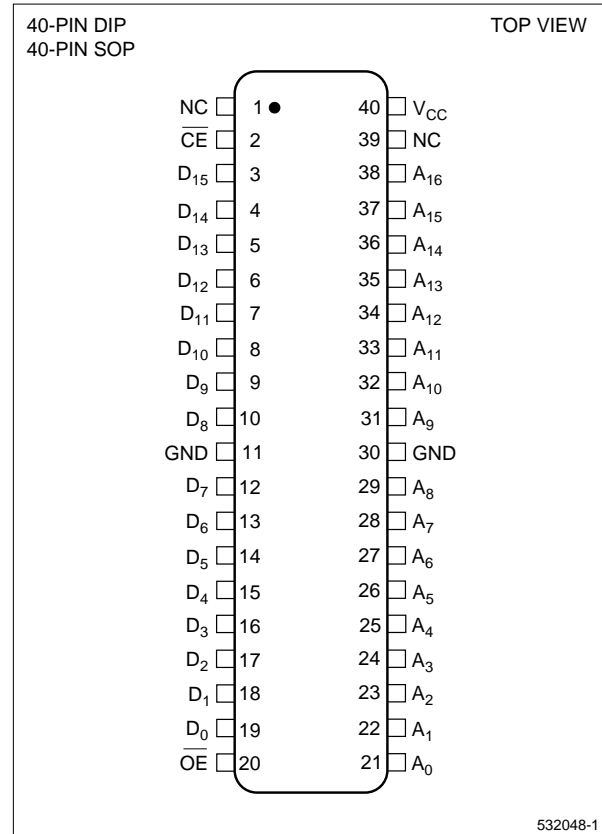 40-PIN DIP TOP VIEW
40-PIN SOP
NC 1 40 VCC
CE 2 39 NC
D15 3 38 A16
D14 4 37 A15
D13 5 36 A14
D12 6 35 A13
D11 7 34 A12
D10 8 33 A11
D9 9 32 A10
D8 10 31 A9
GND 11 30 GND
D7 12 29 A8
D6 13 28 A7
D5 14 27 A6
D4 15 26 A5
D3 16 25 A4
D2 17 24 A3
D1 18 23 A2
D0 19 22 A1
OE 20 21 A0
532048-1